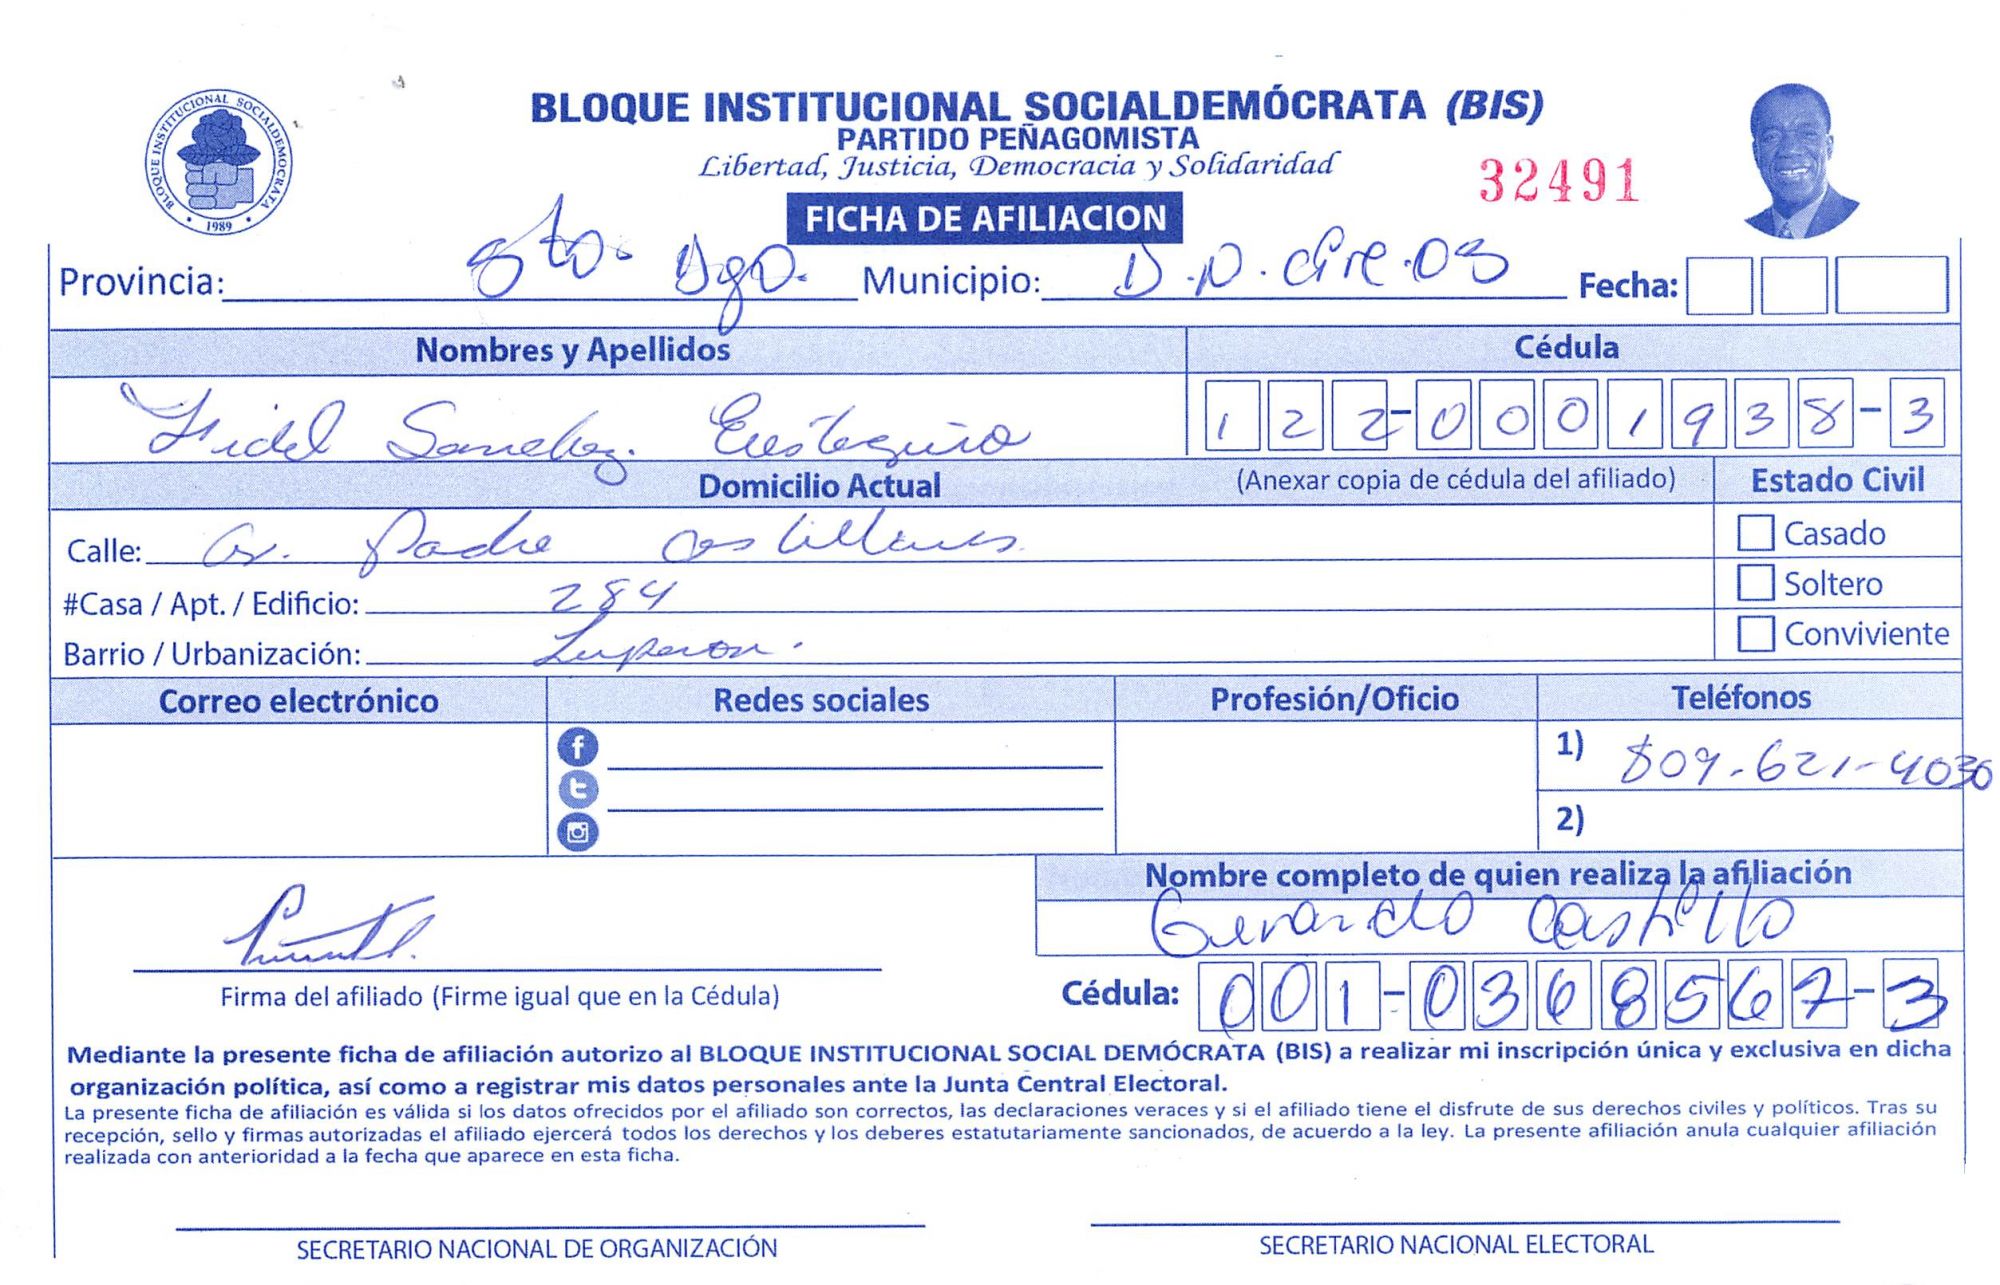 BLOQUE INSTITUCIONAL SOCIALDEMOCRATA
1989
BLOQUE INSTITUCIONAL SOCIALDEMÓCRATA (BIS)
PARTIDO PEÑAGOMISTA
Libertad, Justicia, Democracia y Solidaridad
32491
FICHA DE AFILIACION
Provincia: Sto. Dgo. Municipio: D.N. Circ. 03 Fecha:
Nombres y Apellidos Cédula
Fidel Sanchez Eustaquio 122-0001938-3
Domicilio Actual (Anexar copia de cédula del afiliado) Estado Civil
Calle: Av. Padre Castellanos Casado
#Casa / Apt. / Edificio: 284 Soltero
Barrio / Urbanización: Luperon. Conviviente
Correo electrónico Redes sociales Profesión/Oficio Teléfonos
1) 809-621-4030
2)
Nombre completo de quien realiza la afiliación
Gerardo Castillo
Firma del afiliado (Firme igual que en la Cédula) Cédula: 001-0368567-3
Mediante la presente ficha de afiliación autorizo al BLOQUE INSTITUCIONAL SOCIAL DEMÓCRATA (BIS) a realizar mi inscripción única y exclusiva en dicha
organización política, así como a registrar mis datos personales ante la Junta Central Electoral.
La presente ficha de afiliación es válida si los datos ofrecidos por el afiliado son correctos, las declaraciones veraces y si el afiliado tiene el disfrute de sus derechos civiles y políticos. Tras su
recepción, sello y firmas autorizadas el afiliado ejercerá todos los derechos y los deberes estatutariamente sancionados, de acuerdo a la ley. La presente afiliación anula cualquier afiliación
realizada con anterioridad a la fecha que aparece en esta ficha.
SECRETARIO NACIONAL DE ORGANIZACIÓN SECRETARIO NACIONAL ELECTORAL